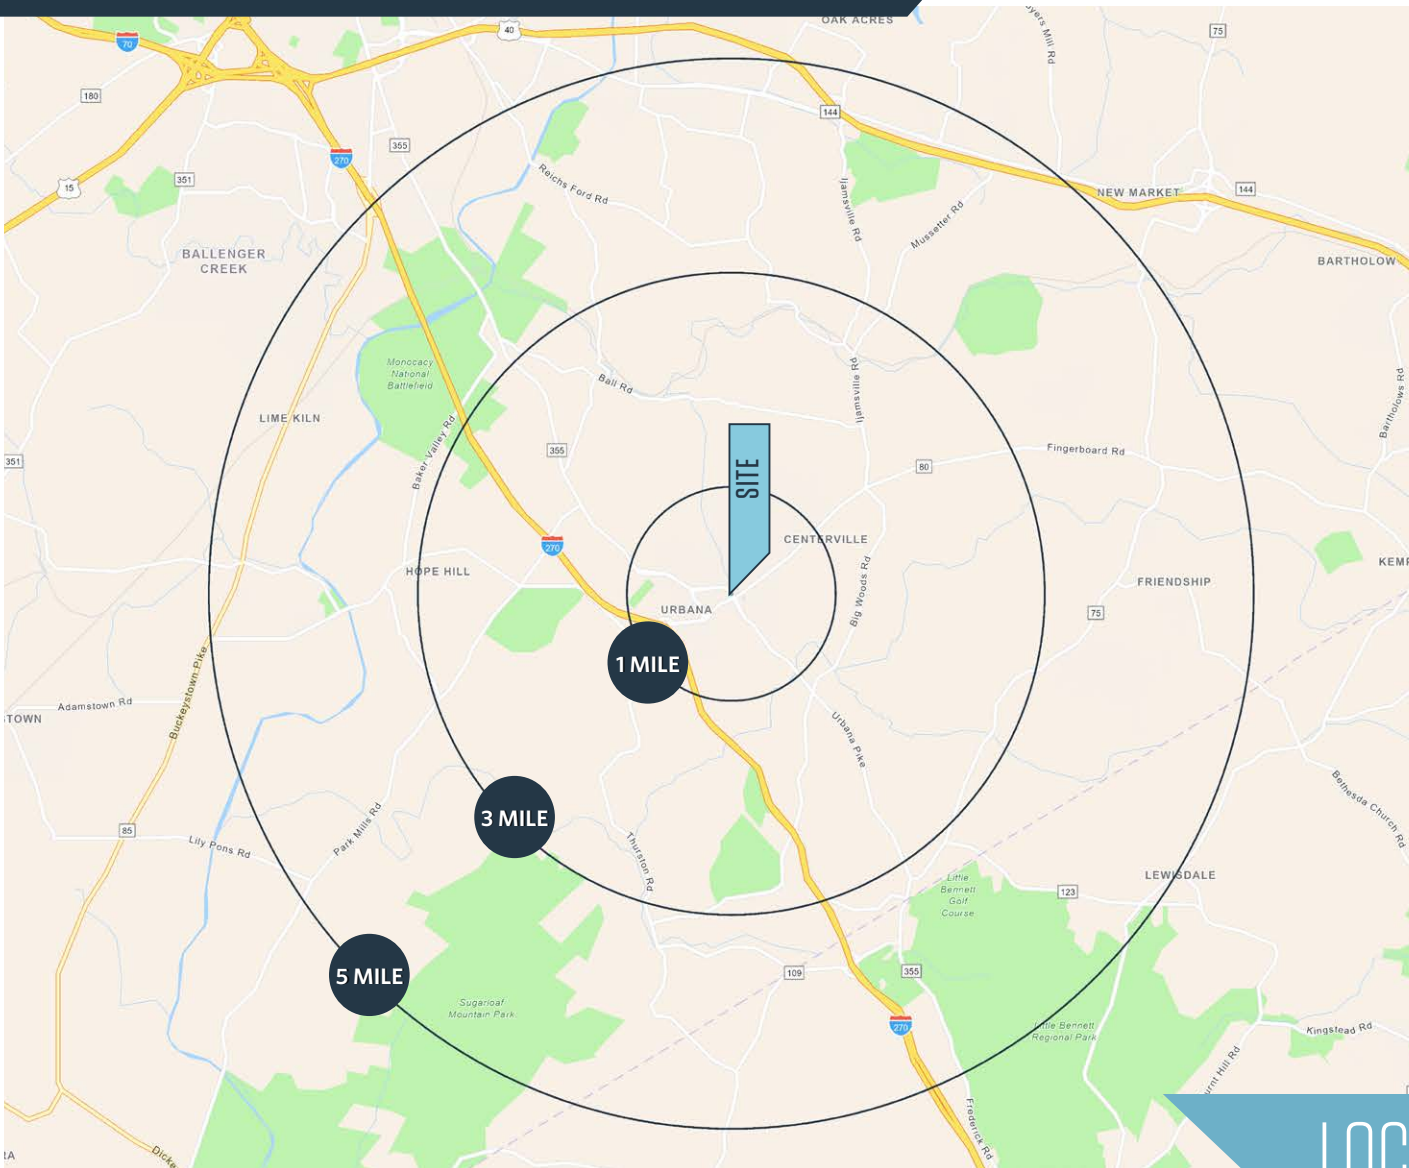 OAK ACRES
40
75
70
180
144
355
270
351
15
Reichs Ford Rd
NEW MARKET
144
Ijamsville Rd
Mussetter Rd
BALLENGER
CREEK
BARTHOLOW
Monocacy
National
Battlefield
Ball Rd
Ijamsville Rd
Bartholows Rd
LIME KILN
Baker Valley Rd
355
Fingerboard Rd
351
80
SITE
270
CENTERVILLE
HOPE HILL
FRIENDSHIP
Big Woods Rd
URBANA
75
1 MILE
Buckeystown Pike
Adamstown Rd
STOWN
Urbana Pike
3 MILE
Bethesda Church Rd
85
Park Mills Rd
Lily Pons Rd
Thurston Rd
Little
Bennett
Golf
Course
123
LEWISDALE
5 MILE
109
355
Sugarloaf
Mountain Park
270
Little Bennett
Regional Park
Kingstead Rd
Frederick Rd
LOC